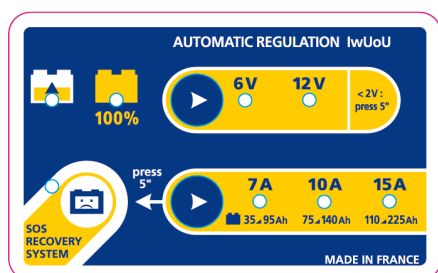 AUTOMATIC REGULATION IwUoU
6V 12V
< 2V :
press 5"
100%
press
5"
7A 10A 15A
35⊿95Ah 75⊿140Ah 110⊿225Ah
SOS
RECOVERY
SYSTEM
MADE IN FRANCE